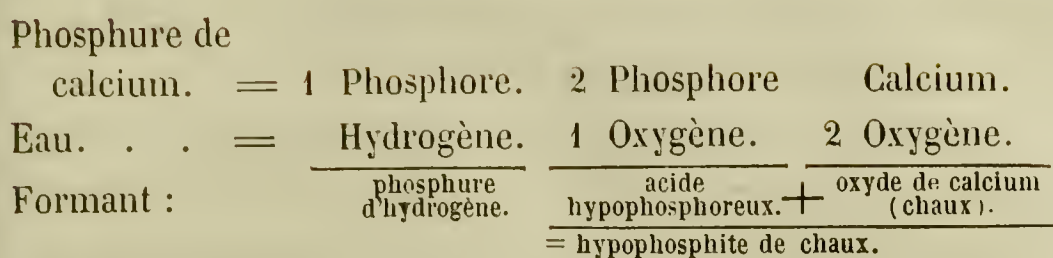 Phosphure de
calcium. = 1 Phosphore. 2 Phosphore Calcium.
Eau. . . = Hydrogène. 1 Oxygène. 2 Oxygène.
Formant : phosphure d'hydrogène. acide hypophosphoreux. + oxyde de calcium (chaux).
= hypophosphite de chaux.